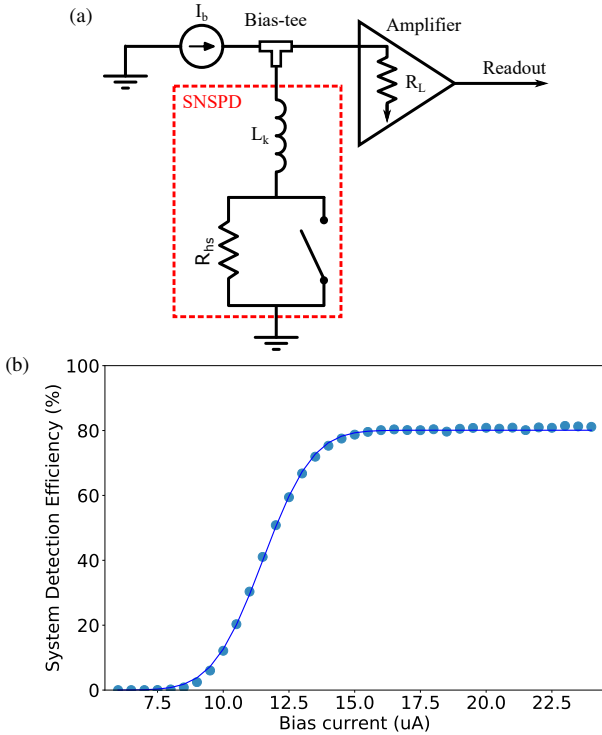 (a)
I_b
Bias-tee
Amplifier
SNSPD
R_L
Readout
L_k
R_hs
(b)
System Detection Efficiency (%)
100
80
60
40
20
0
7.5 10.0 12.5 15.0 17.5 20.0 22.5
Bias current (uA)